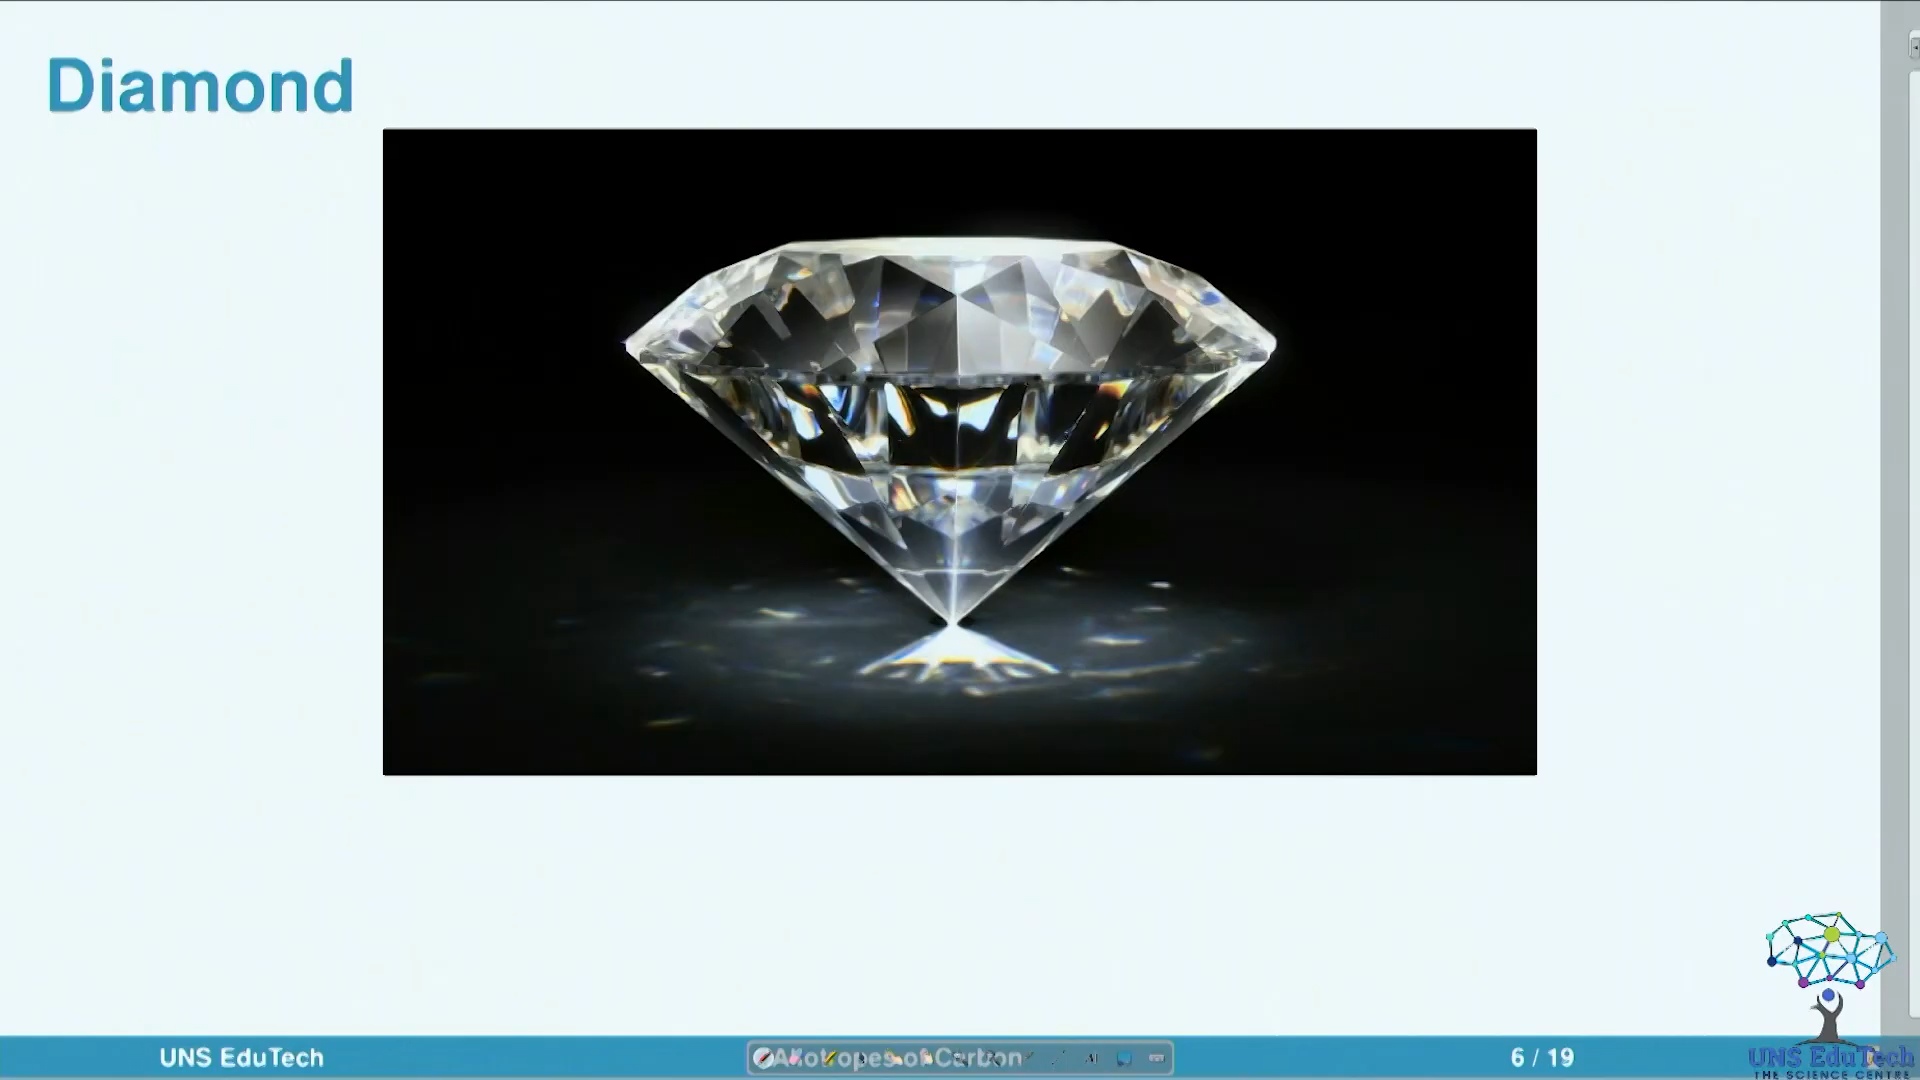 Diamond
UNS EduTech
Allotropes of Carbon
6 / 19
UNS EduTech
THE SCIENCE CENTRE